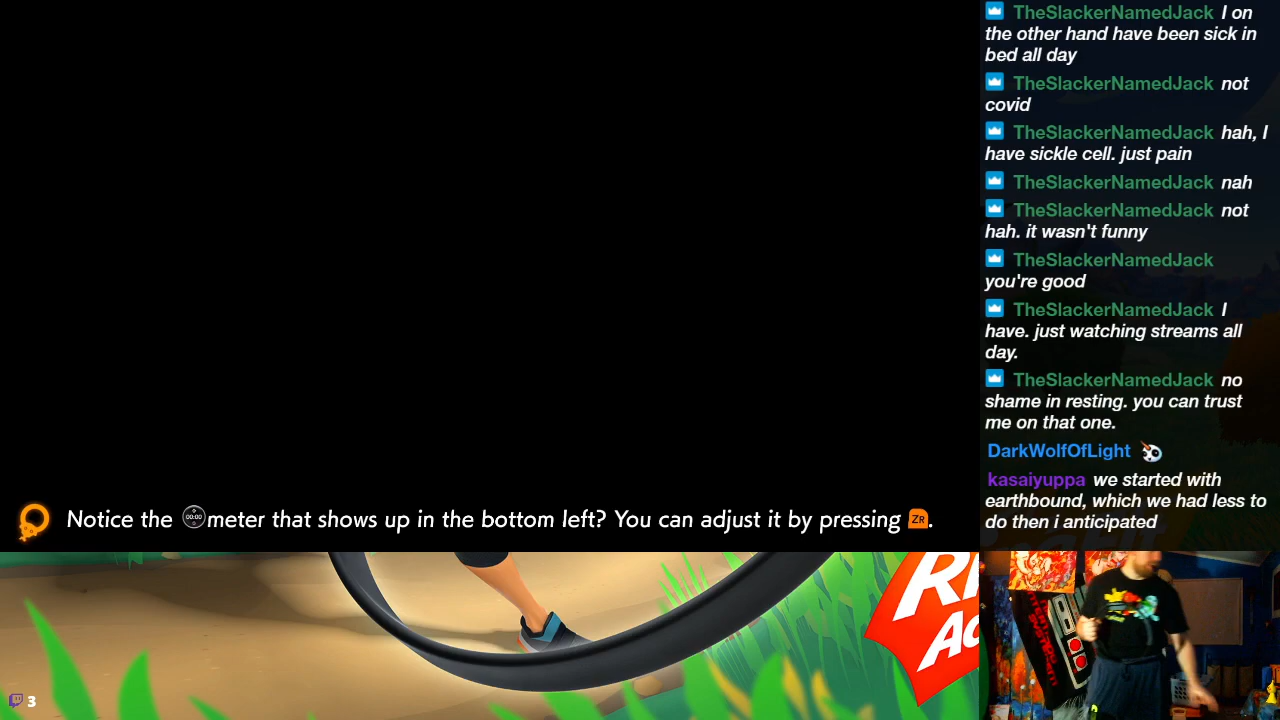 TheSlackerNamedJack I on
the other hand have been sick in
bed all day
TheSlackerNamedJack not
covid
TheSlackerNamedJack hah, I
have sickle cell. just pain
TheSlackerNamedJack nah
TheSlackerNamedJack not
hah. it wasn't funny
TheSlackerNamedJack
you're good
TheSlackerNamedJack I
have. just watching streams all
day.
TheSlackerNamedJack no
shame in resting. you can trust
me on that one.
DarkWolfOfLight
kasaiyuppa we started with
earthbound, which we had less to
do then i anticipated
Notice the 00:00 meter that shows up in the bottom left? You can adjust it by pressing ZR.
3